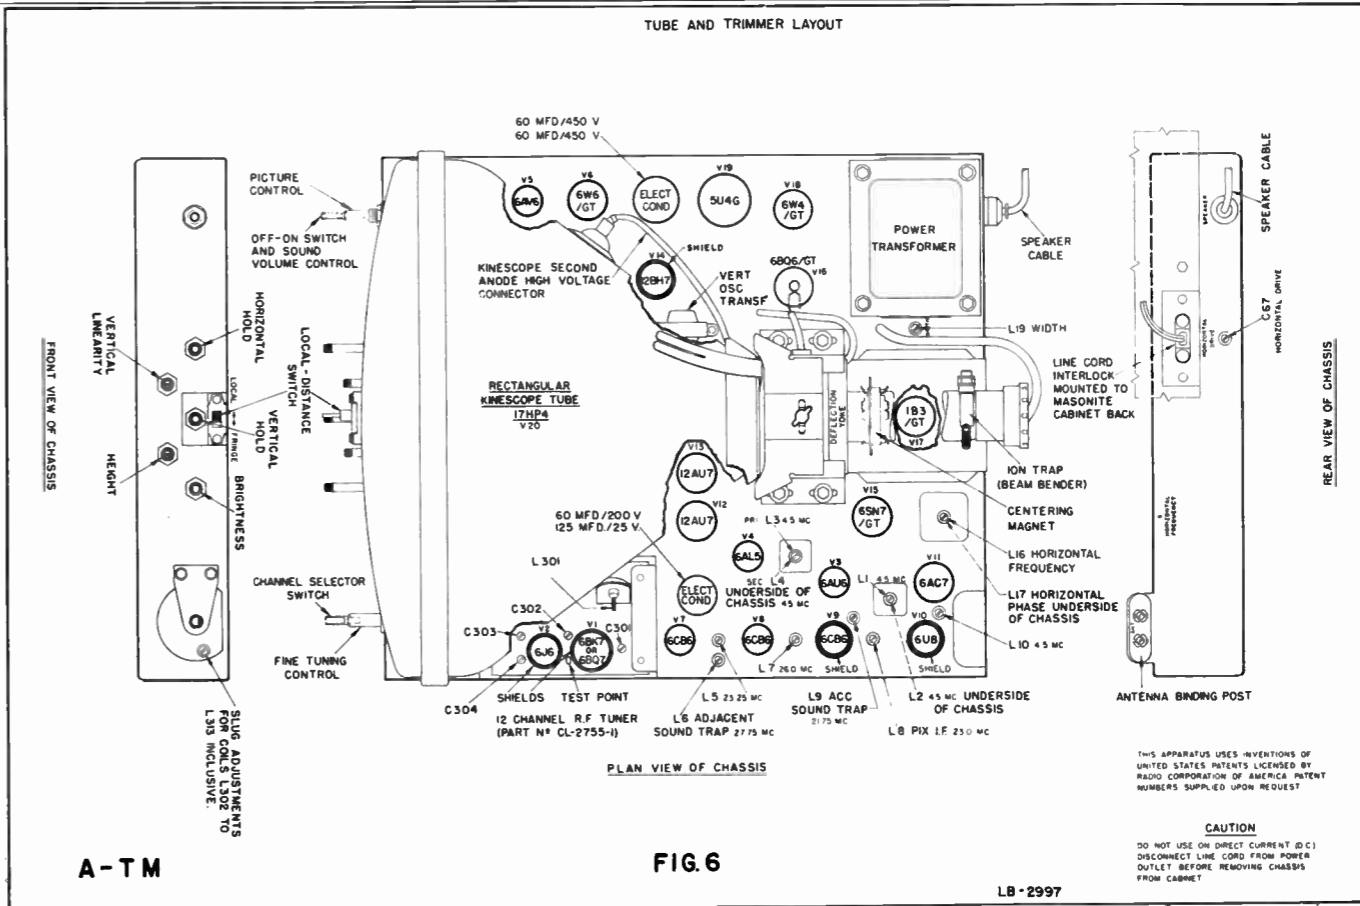 TUBE AND TRIMMER LAYOUT
FRONT VIEW OF CHASSIS
VERTICAL
LINEARITY
HORIZONTAL
HOLD
LOCAL-DISTANCE
SWITCH
LOCAL
FRINGE
VERTICAL
HOLD
HEIGHT
BRIGHTNESS
SLUG ADJUSTMENTS
FOR COILS L302 TO
L313 INCLUSIVE.
PICTURE
CONTROL
OFF-ON SWITCH
AND SOUND
VOLUME CONTROL
CHANNEL SELECTOR
SWITCH
FINE TUNING
CONTROL
60 MFD/450 V
60 MFD/450 V
V5
6AV6
V6
6W6
/GT
ELECT
COND
V19
5U4G
V18
6W4
/GT
POWER
TRANSFORMER
SPEAKER
CABLE
KINESCOPE SECOND
ANODE HIGH VOLTAGE
CONNECTOR
V14
SHIELD
12BH7
VERT
OSC
TRANSF
6BQ6/GT
V16
L19 WIDTH
RECTANGULAR
KINESCOPE TUBE
17HP4
V20
DEFLECTION
YOKE
1B3
/GT
V17
LINE CORD
INTERLOCK
MOUNTED TO
MASONITE
CABINET BACK
ION TRAP
(BEAM BENDER)
CENTERING
MAGNET
V13
12AU7
V12
12AU7
60 MFD/200 V
125 MFD./25 V.
PRI L3 4.5 MC
V4
6AL5
SEC L4
UNDERSIDE OF
CHASSIS 4.5 MC
V15
6SN7
/GT
L16 HORIZONTAL
FREQUENCY
L17 HORIZONTAL
PHASE UNDERSIDE
OF CHASSIS
L301
ELECT
COND
V3
6AU6
L1 4.5 MC
V11
6AC7
C302
C303
C304
V2
6J6
V1
6BK7
OR
6BQ7
C301
V7
6CB6
V8
6CB6
V9
6CB6
V10
6U8
L10 4.5 MC
SHIELDS
TEST POINT
12 CHANNEL R.F TUNER
(PART Nº CL-2755-1)
L5 23.25 MC
L6 ADJACENT
SOUND TRAP 27.75 MC
L7 26.0 MC
SHIELD
L9 ACC
SOUND TRAP
21.75 MC
SHIELD
L2 4.5 MC UNDERSIDE
OF CHASSIS
L8 PIX I.F. 23.0 MC
PLAN VIEW OF CHASSIS
SPEAKER
SPEAKER CABLE
HORIZONTAL
DRIVE
C67
HORIZONTAL DRIVE
HORIZONTAL
FREQUENCY
ANT
ANTENNA BINDING POST
REAR VIEW OF CHASSIS
THIS APPARATUS USES INVENTIONS OF
UNITED STATES PATENTS LICENSED BY
RADIO CORPORATION OF AMERICA PATENT
NUMBERS SUPPLIED UPON REQUEST
CAUTION
DO NOT USE ON DIRECT CURRENT (D.C.)
DISCONNECT LINE CORD FROM POWER
OUTLET BEFORE REMOVING CHASSIS
FROM CABINET
A-TM
FIG. 6
LB-2997